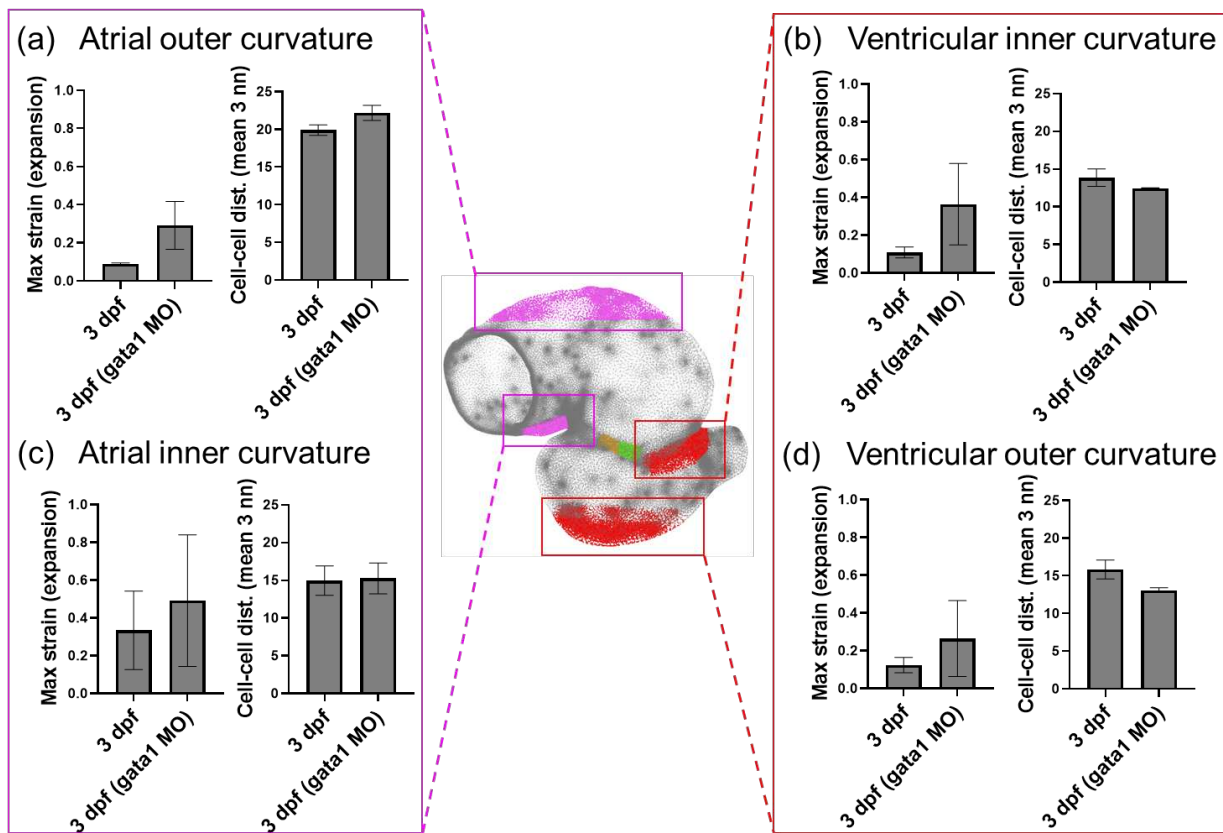 (a) Atrial outer curvature
Max strain (expansion)
1.0
0.8
0.6
0.4
0.2
0.0
3 dpf
3 dpf (gata1 MO)
Cell-cell dist. (mean 3 nn)
25
20
15
10
5
0
3 dpf
3 dpf (gata1 MO)
(b) Ventricular inner curvature
Max strain (expansion)
1.0
0.8
0.6
0.4
0.2
0.0
3 dpf
3 dpf (gata1 MO)
Cell-cell dist. (mean 3 nn)
25
20
15
10
5
0
3 dpf
3 dpf (gata1 MO)
(c) Atrial inner curvature
Max strain (expansion)
1.0
0.8
0.6
0.4
0.2
0.0
3 dpf
3 dpf (gata1 MO)
Cell-cell dist. (mean 3 nn)
25
20
15
10
5
0
3 dpf
3 dpf (gata1 MO)
(d) Ventricular outer curvature
Max strain (expansion)
1.0
0.8
0.6
0.4
0.2
0.0
3 dpf
3 dpf (gata1 MO)
Cell-cell dist. (mean 3 nn)
25
20
15
10
5
0
3 dpf
3 dpf (gata1 MO)